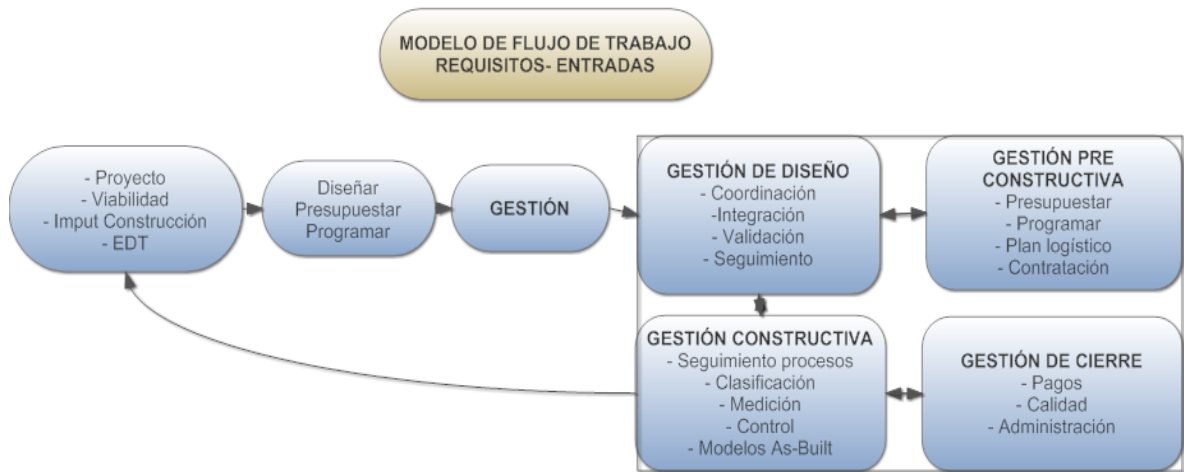 MODELO DE FLUJO DE TRABAJO
REQUISITOS- ENTRADAS
- Proyecto
- Viabilidad
- Imput Construcción
- EDT
Diseñar
Presupuestar
Programar
GESTIÓN
GESTIÓN DE DISEÑO
- Coordinación
-Integración
- Validación
- Seguimiento
GESTIÓN PRE
CONSTRUCTIVA
- Presupuestar
- Programar
- Plan logístico
- Contratación
GESTIÓN CONSTRUCTIVA
- Seguimiento procesos
- Clasificación
- Medición
- Control
- Modelos As-Built
GESTIÓN DE CIERRE
- Pagos
- Calidad
- Administración